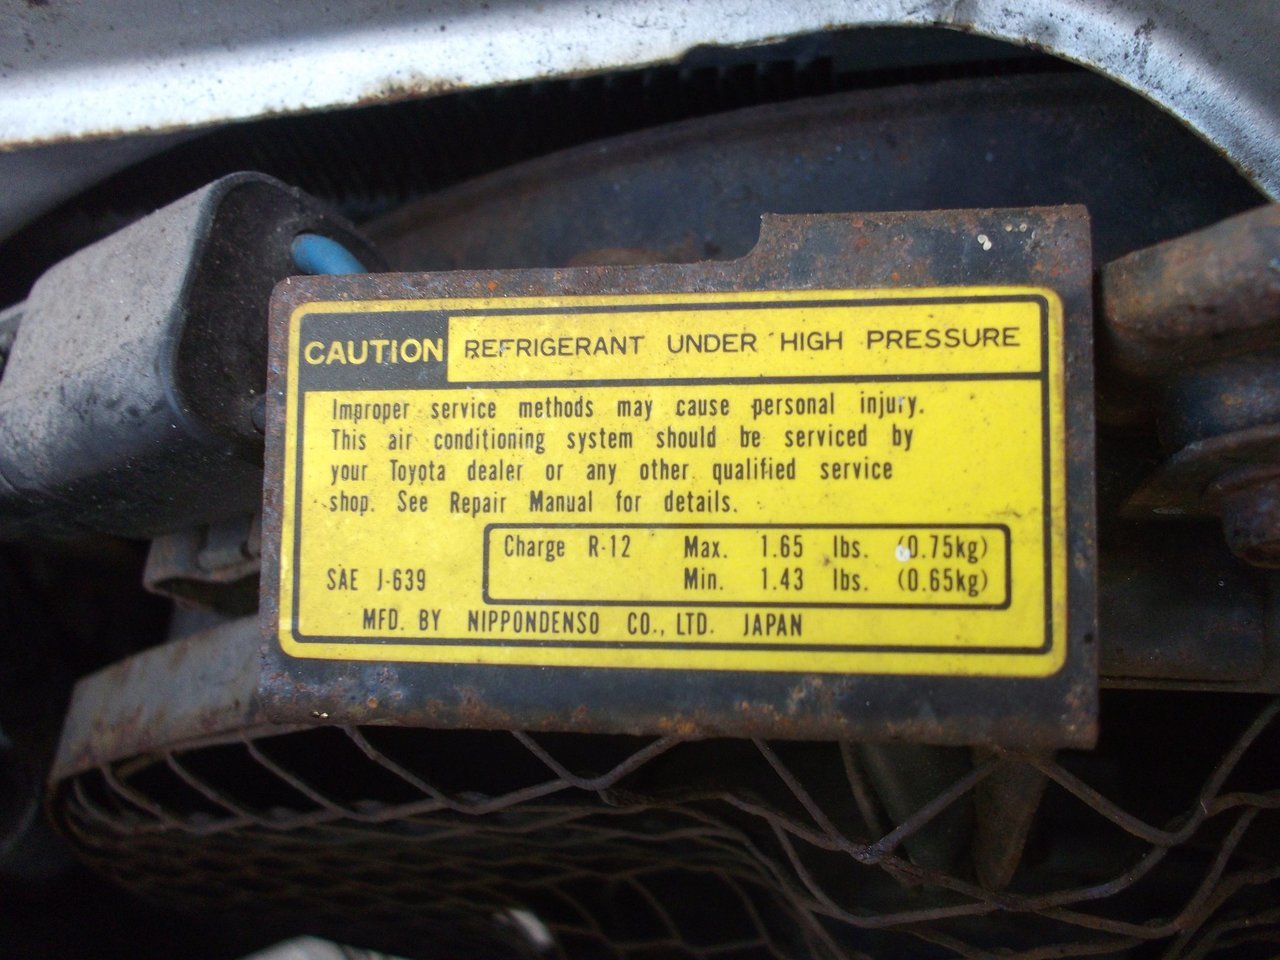 CAUTION REFRIGERANT UNDER HIGH PRESSURE
Improper service methods may cause personal injury.
This air conditioning system should be serviced by
your Toyota dealer or any other qualified service
shop. See Repair Manual for details.
Charge R-12 Max. 1.65 lbs. (0.75kg)
SAE J-639 Min. 1.43 lbs. (0.65kg)
MFD. BY NIPPONDENSO CO., LTD. JAPAN